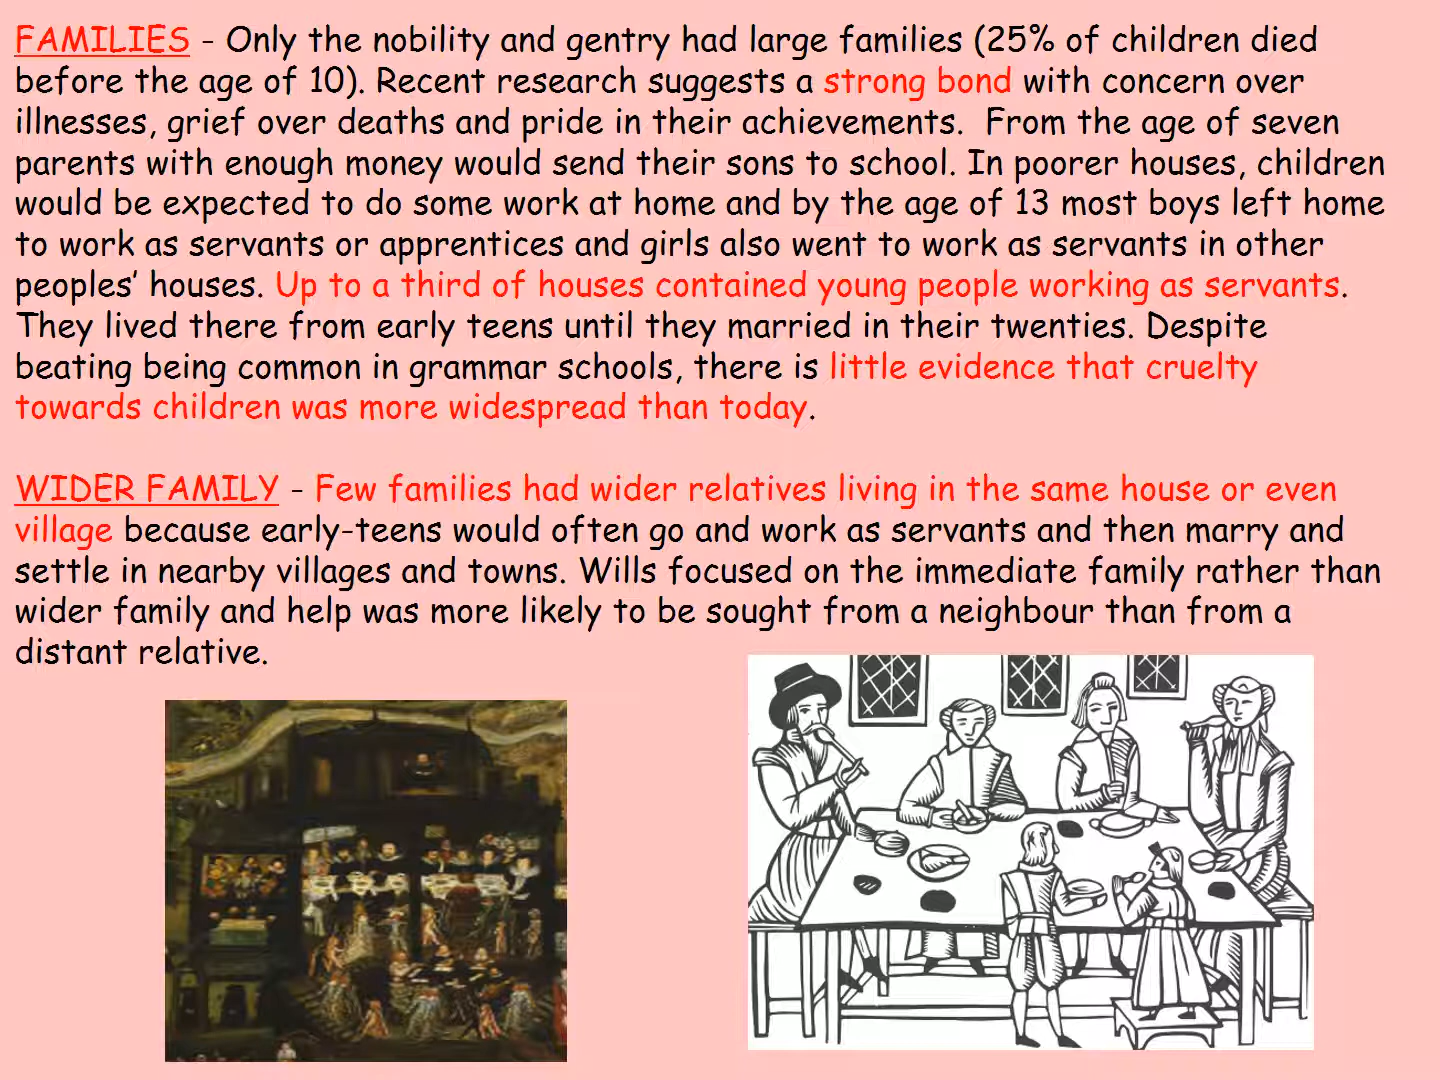 FAMILIES - Only the nobility and gentry had large families (25% of children died
before the age of 10). Recent research suggests a strong bond with concern over
illnesses, grief over deaths and pride in their achievements.  From the age of seven
parents with enough money would send their sons to school. In poorer houses, children
would be expected to do some work at home and by the age of 13 most boys left home
to work as servants or apprentices and girls also went to work as servants in other
peoples’ houses. Up to a third of houses contained young people working as servants.
They lived there from early teens until they married in their twenties. Despite
beating being common in grammar schools, there is little evidence that cruelty
towards children was more widespread than today.
WIDER FAMILY - Few families had wider relatives living in the same house or even
village because early-teens would often go and work as servants and then marry and
settle in nearby villages and towns. Wills focused on the immediate family rather than
wider family and help was more likely to be sought from a neighbour than from a
distant relative.